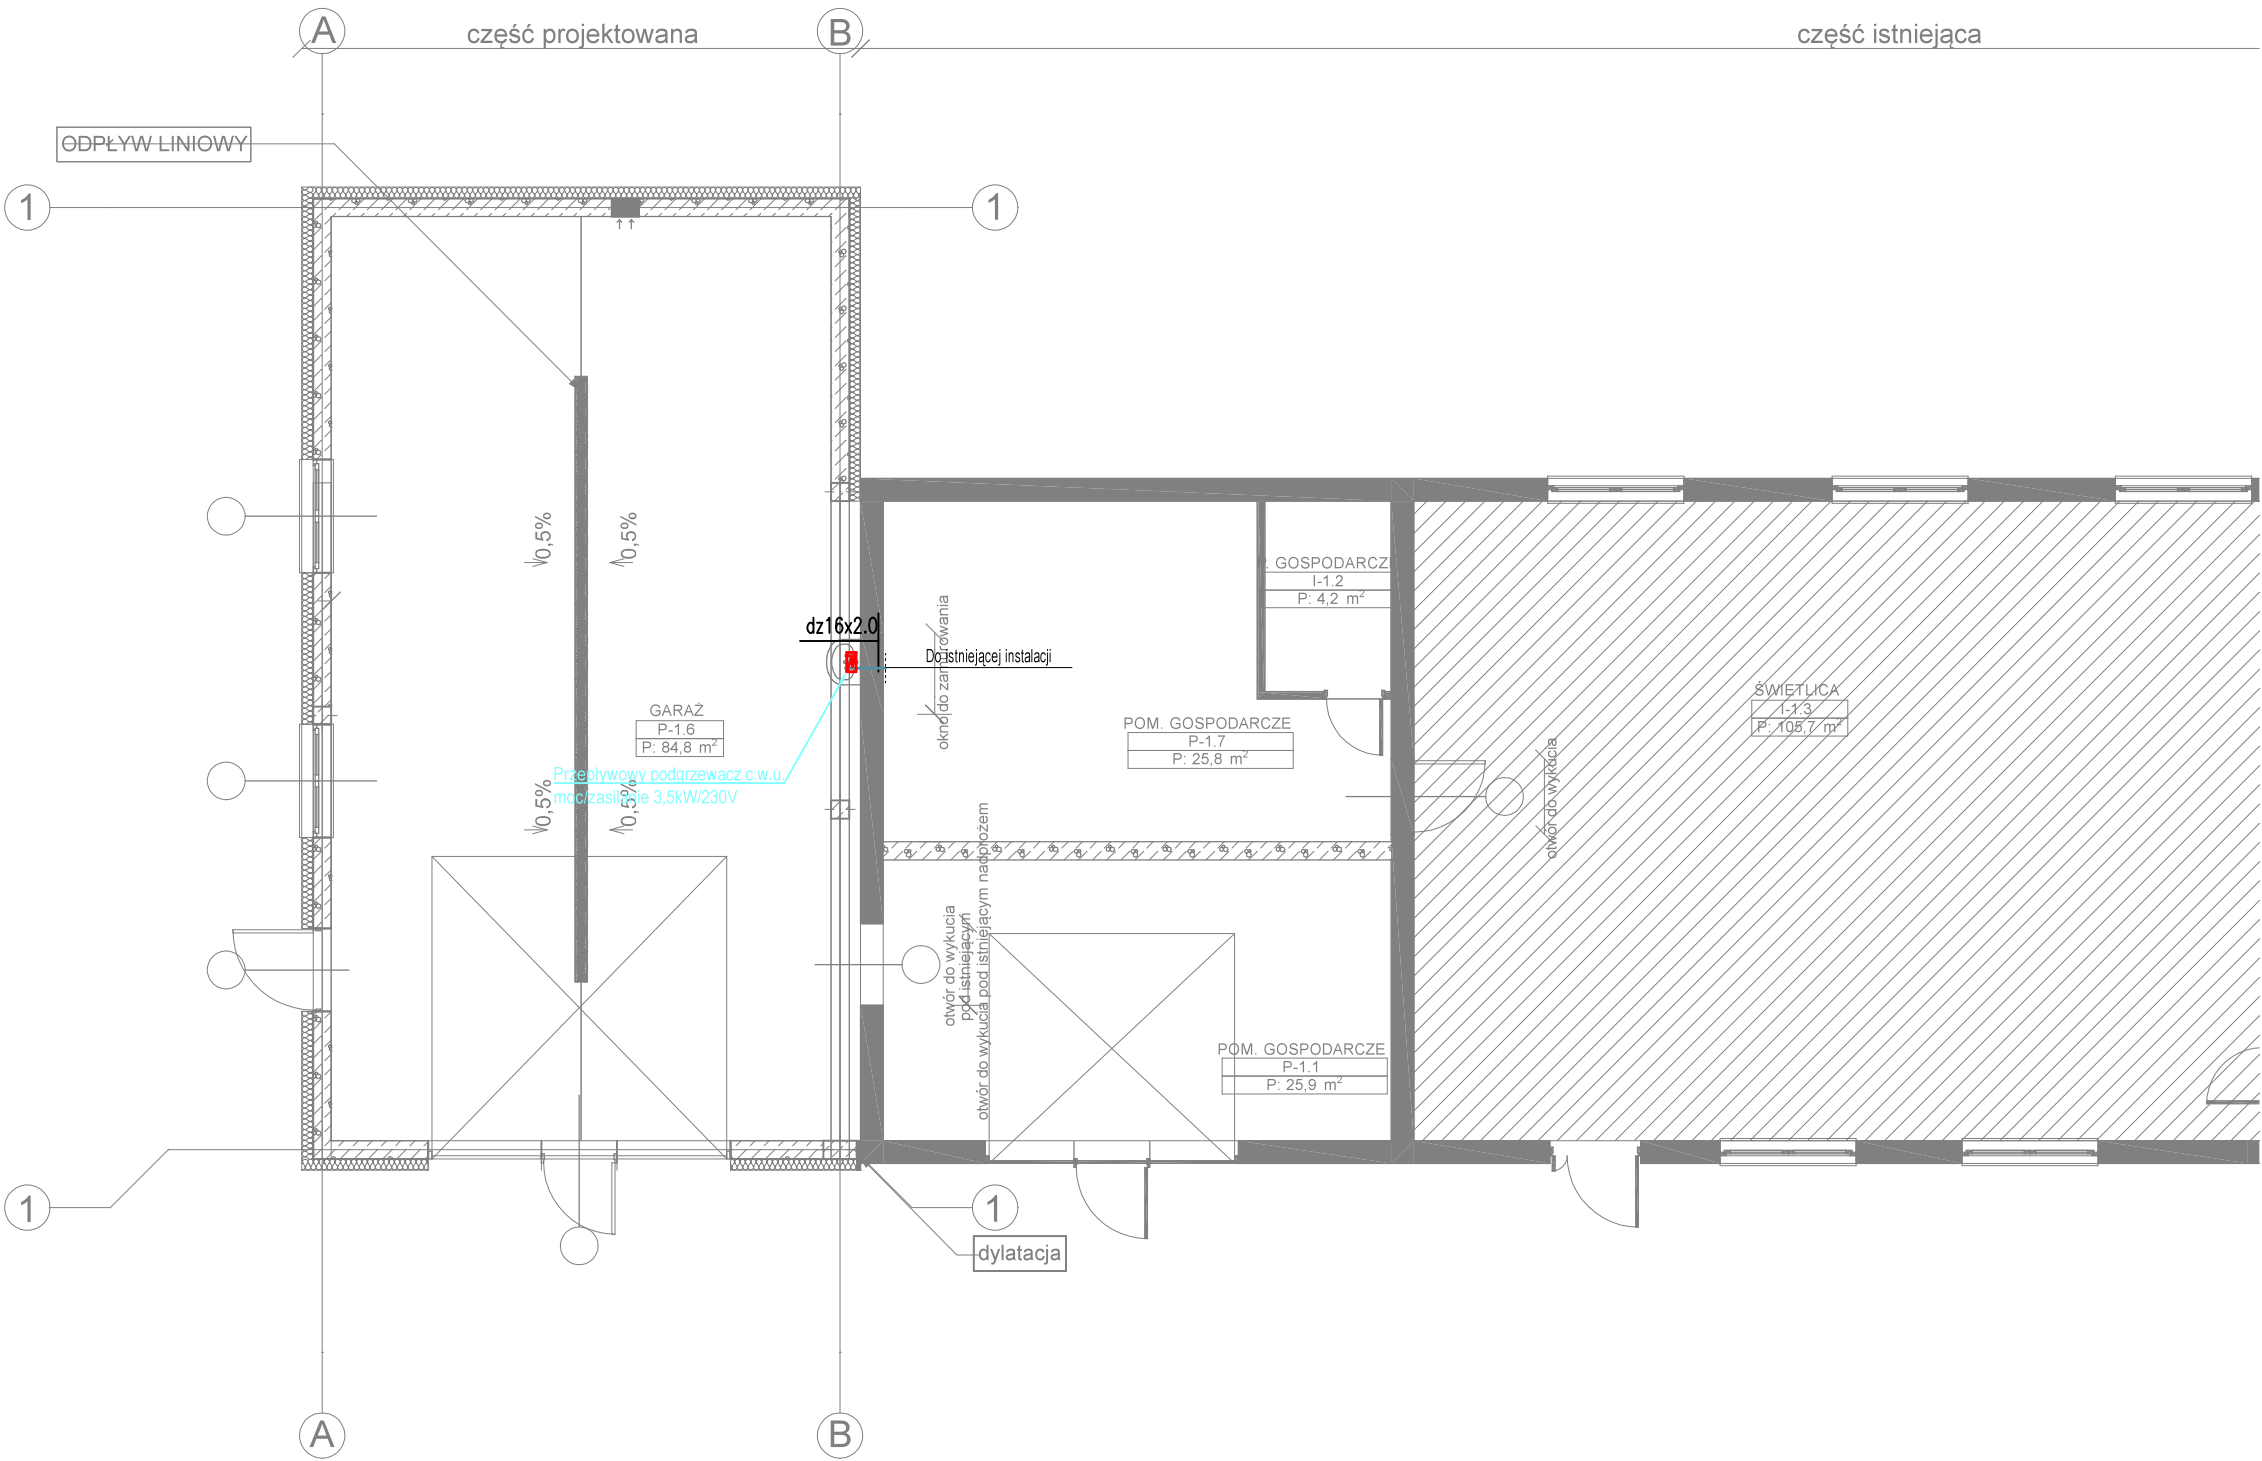 A
część projektowana
B
część istniejąca
ODPŁYW LINIOWY
1
1
0,5%
0,5%
GOSPODARCZ
I-1.2
P: 4,2 m²
okno do zamurowania
dz16x2.0
Do istniejącej instalacji
GARAŻ
P-1.6
P: 84,8 m²
POM. GOSPODARCZE
P-1.7
P: 25,8 m²
ŚWIETLICA
I-1.3
P: 105,7 m²
otwór do wykucia
Przepływowy podgrzewacz c.w.u.
moc/zasilanie 3,5kW/230V
0,5%
0,5%
otwór do wykucia
pod istniejącym
otwór do wykucia pod istniejącym nadprożem
POM. GOSPODARCZE
P-1.1
P: 25,9 m²
1
1
dylatacja
A
B